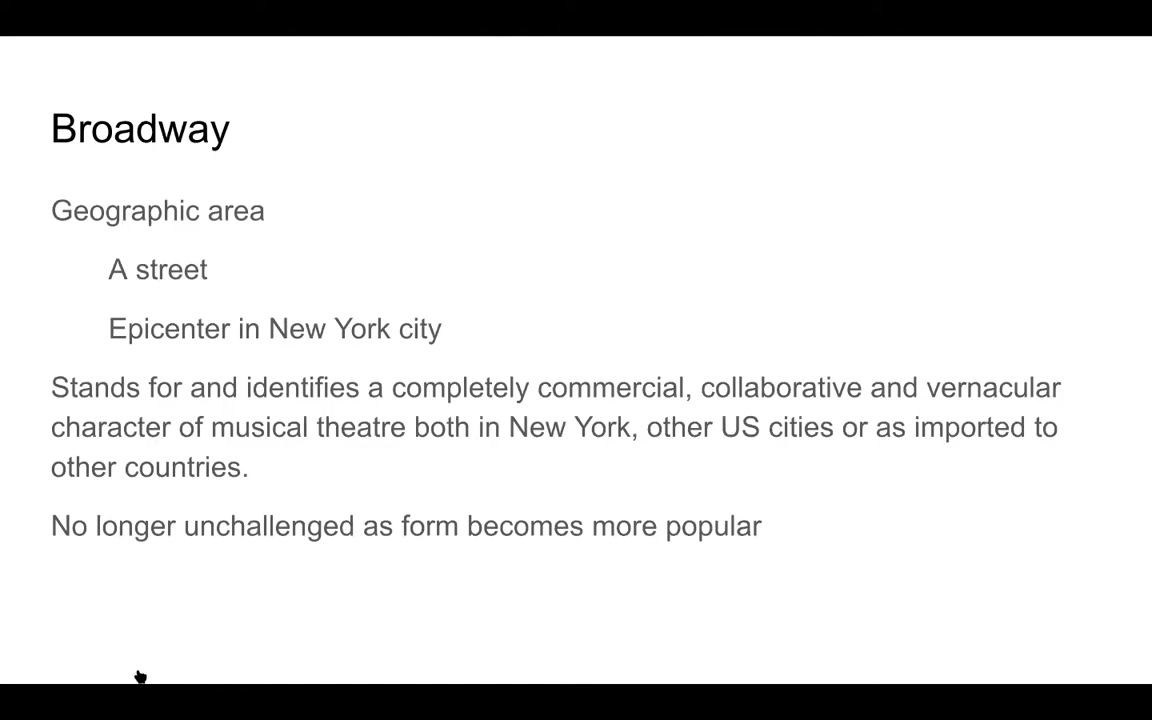 Broadway
Geographic area
A street
Epicenter in New York city
Stands for and identifies a completely commercial, collaborative and vernacular
character of musical theatre both in New York, other US cities or as imported to
other countries.
No longer unchallenged as form becomes more popular